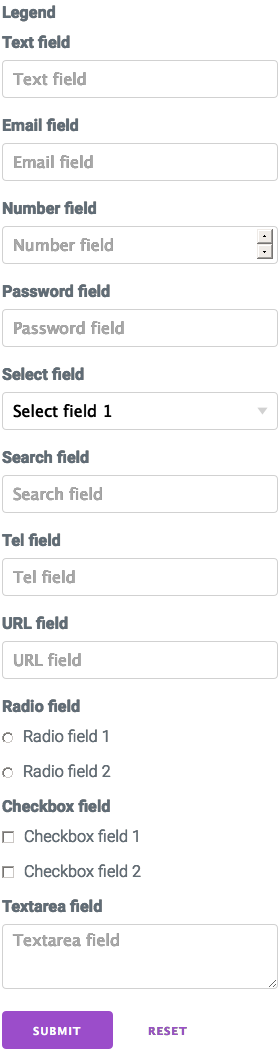 Legend
Text field
Text field
Email field
Email field
Number field
Number field
Password field
Password field
Select field
Select field 1
Search field
Search field
Tel field
Tel field
URL field
URL field
Radio field
Radio field 1
Radio field 2
Checkbox field
Checkbox field 1
Checkbox field 2
Textarea field
Textarea field
SUBMIT RESET